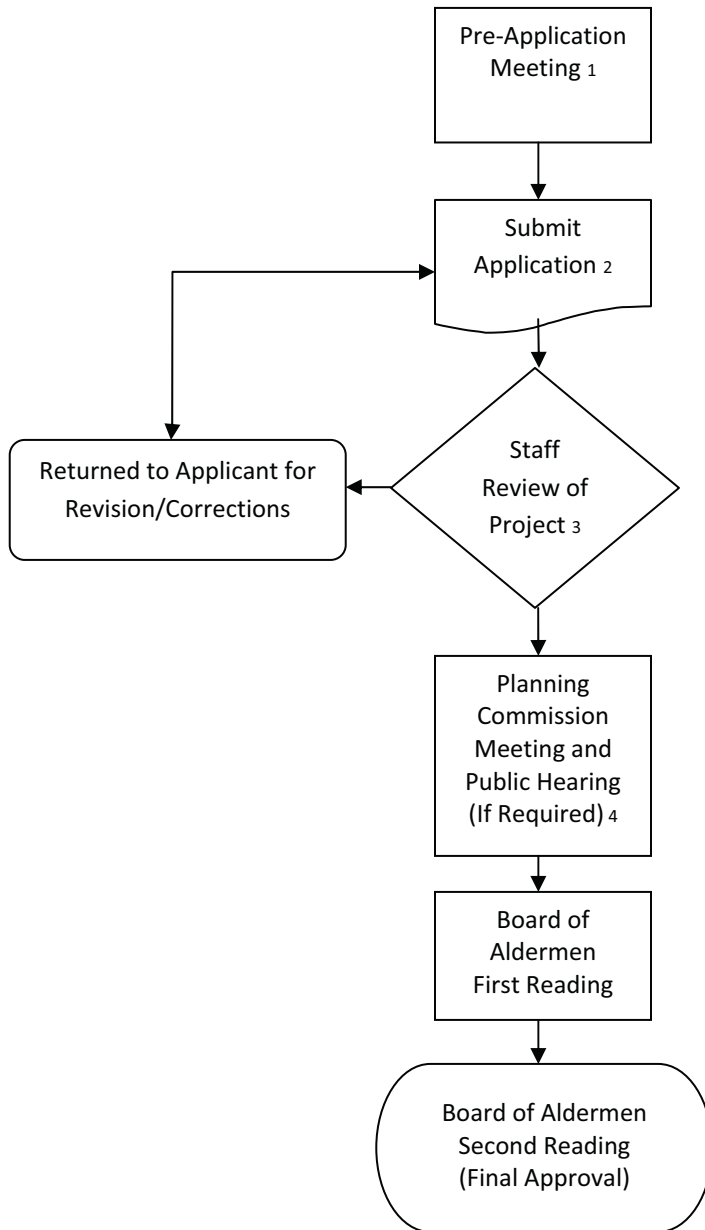 Pre-Application
Meeting 1
Submit
Application 2
Staff
Review of
Project 3
Returned to Applicant for
Revision/Corrections
Planning
Commission
Meeting and
Public Hearing
(If Required) 4
Board of
Aldermen
First Reading
Board of Aldermen
Second Reading
(Final Approval)